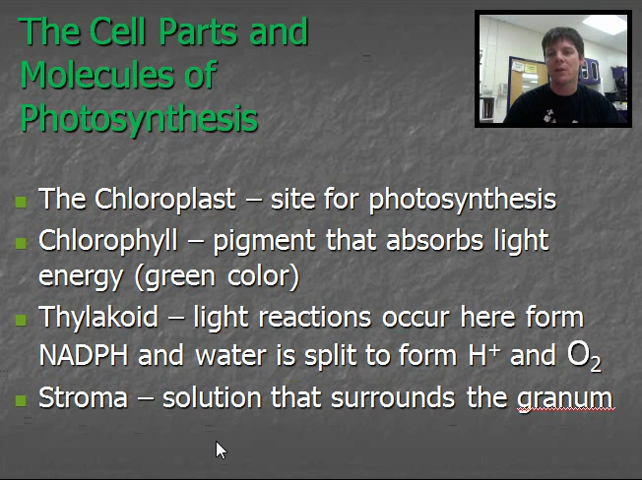 The Cell Parts and
Molecules of
Photosynthesis
The Chloroplast – site for photosynthesis
Chlorophyll – pigment that absorbs light
energy (green color)
Thylakoid – light reactions occur here form
NADPH and water is split to form H⁺ and O₂
Stroma – solution that surrounds the granum